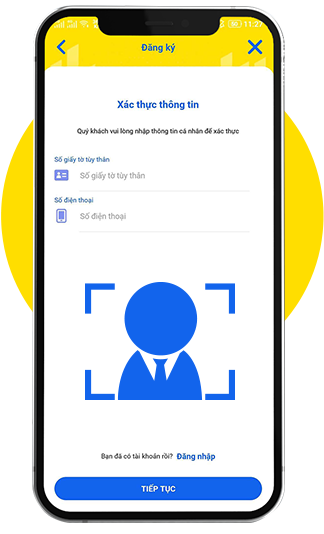 11:27
Đăng ký
Xác thực thông tin
Quý khách vui lòng nhập thông tin cá nhân để xác thực
Số giấy tờ tùy thân
Số giấy tờ tùy thân
Số điện thoại
Số điện thoại
Bạn đã có tài khoản rồi? Đăng nhập
TIẾP TỤC